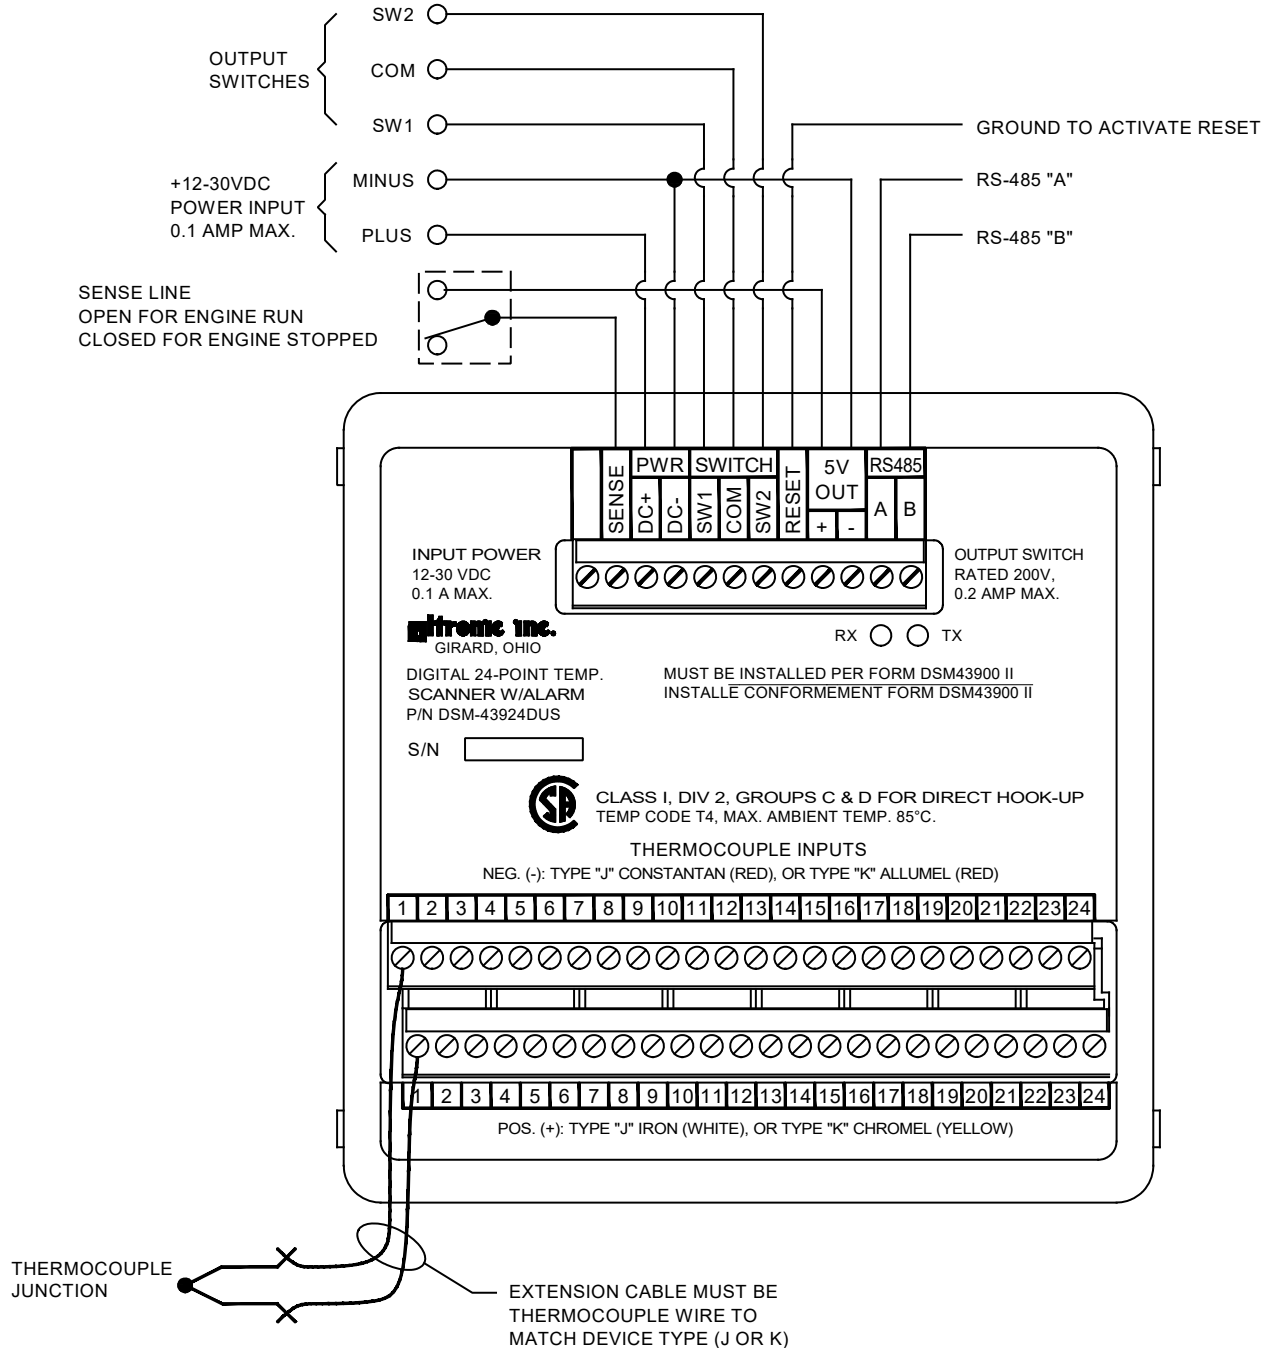 SW2
OUTPUT
SWITCHES
COM
SW1
GROUND TO ACTIVATE RESET
+12-30VDC
POWER INPUT
0.1 AMP MAX.
MINUS
RS-485 "A"
PLUS
RS-485 "B"
SENSE LINE
OPEN FOR ENGINE RUN
CLOSED FOR ENGINE STOPPED
SENSE
PWR
DC+
DC-
SWITCH
SW1
COM
SW2
RESET
5V
OUT
+
-
RS485
A
B
INPUT POWER
12-30 VDC
0.1 A MAX.
OUTPUT SWITCH
RATED 200V,
0.2 AMP MAX.
altronic inc.
GIRARD, OHIO
RX
TX
DIGITAL 24-POINT TEMP.
SCANNER W/ALARM
P/N DSM-43924DUS
MUST BE INSTALLED PER FORM DSM43900 II
INSTALLE CONFORMEMENT FORM DSM43900 II
S/N
SA
CLASS I, DIV 2, GROUPS C & D FOR DIRECT HOOK-UP
TEMP CODE T4, MAX. AMBIENT TEMP. 85°C.
THERMOCOUPLE INPUTS
NEG. (-): TYPE "J" CONSTANTAN (RED), OR TYPE "K" ALLUMEL (RED)
1 2 3 4 5 6 7 8 9 10 11 12 13 14 15 16 17 18 19 20 21 22 23 24
1 2 3 4 5 6 7 8 9 10 11 12 13 14 15 16 17 18 19 20 21 22 23 24
POS. (+): TYPE "J" IRON (WHITE), OR TYPE "K" CHROMEL (YELLOW)
THERMOCOUPLE
JUNCTION
EXTENSION CABLE MUST BE
THERMOCOUPLE WIRE TO
MATCH DEVICE TYPE (J OR K)